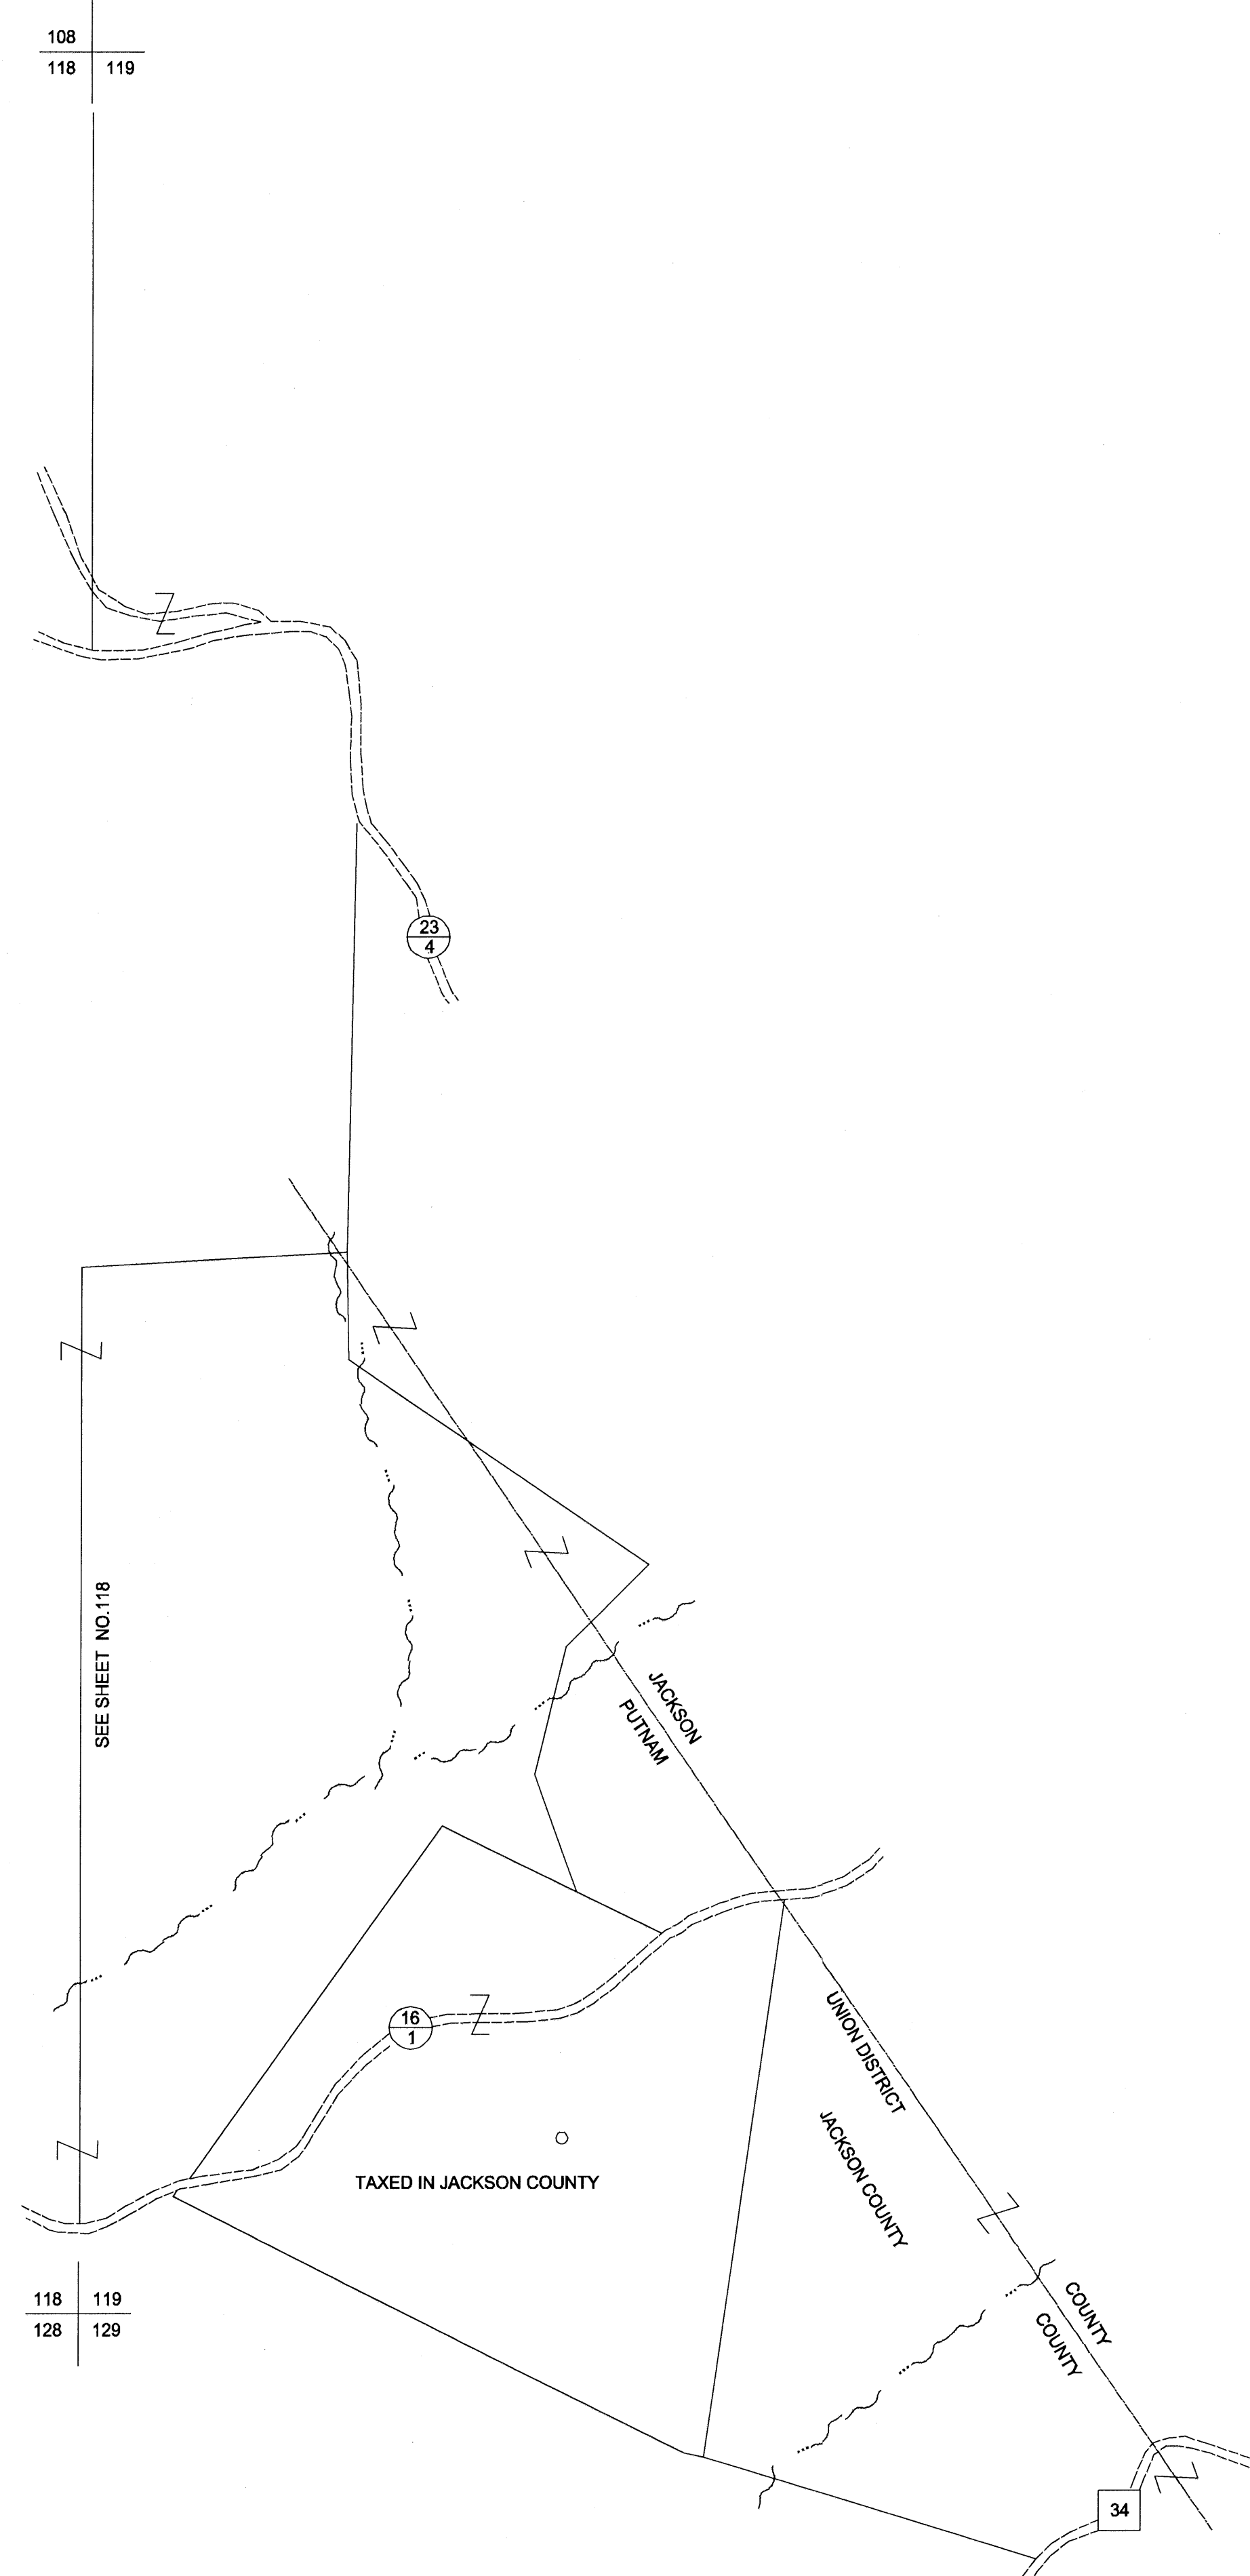 108
118 119
23
4
SEE SHEET NO.118
JACKSON
PUTNAM
16
1
UNION DISTRICT
TAXED IN JACKSON COUNTY
JACKSON COUNTY
118 119
128 129
COUNTY
COUNTY
34